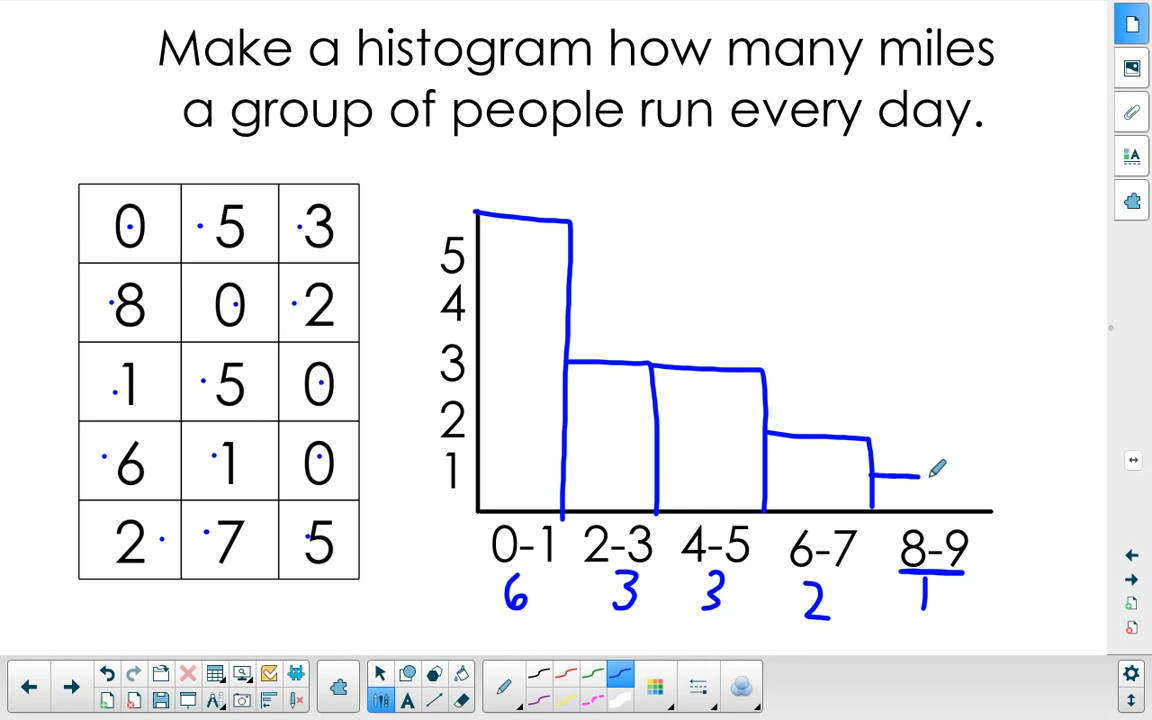 Make a histogram how many miles
a group of people run every day.
0 5 3
8 0 2
1 5 0
6 1 0
2 7 5
5
4
3
2
1
0-1 2-3 4-5 6-7 8-9
6 3 3 2 1
A
A